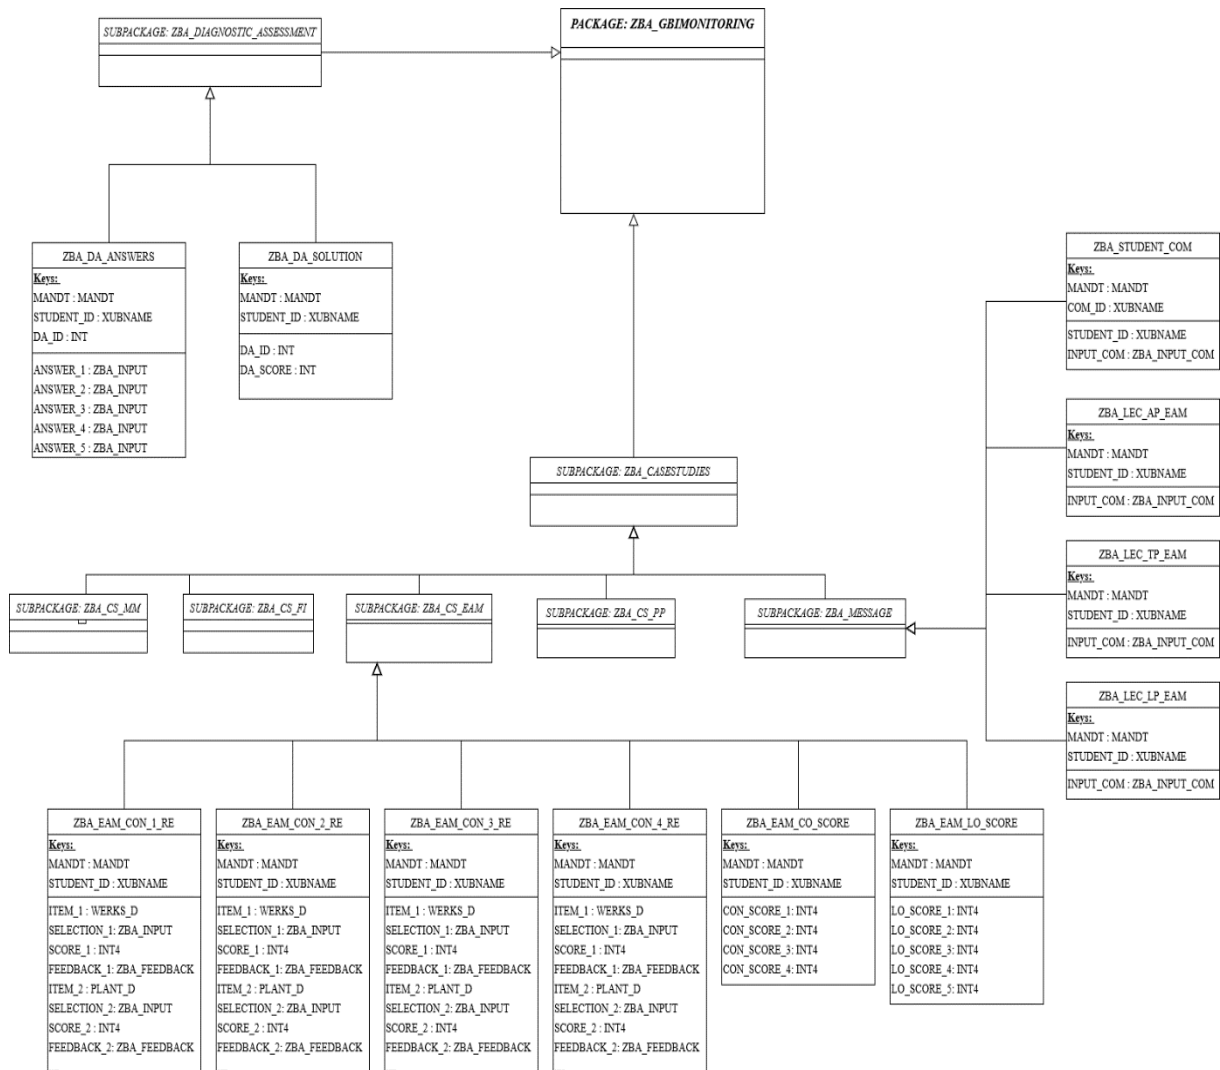 SUBPACKAGE: ZBA_DIAGNOSTIC_ASSESSMENT
PACKAGE: ZBA_GBIMONITORING
ZBA_DA_ANSWERS
Keys:
MANDT : MANDT
STUDENT_ID : XUBNAME
DA_ID : INT
ANSWER_1 : ZBA_INPUT
ANSWER_2 : ZBA_INPUT
ANSWER_3 : ZBA_INPUT
ANSWER_4 : ZBA_INPUT
ANSWER_5 : ZBA_INPUT
ZBA_DA_SOLUTION
Keys:
MANDT : MANDT
STUDENT_ID : XUBNAME
DA_ID : INT
DA_SCORE : INT
ZBA_STUDENT_COM
Keys:
MANDT : MANDT
COM_ID : XUBNAME
STUDENT_ID : XUBNAME
INPUT_COM : ZBA_INPUT_COM
ZBA_LEC_AP_EAM
Keys:
MANDT : MANDT
STUDENT_ID : XUBNAME
INPUT_COM : ZBA_INPUT_COM
ZBA_LEC_TP_EAM
Keys:
MANDT : MANDT
STUDENT_ID : XUBNAME
INPUT_COM : ZBA_INPUT_COM
ZBA_LEC_LP_EAM
Keys:
MANDT : MANDT
STUDENT_ID : XUBNAME
INPUT_COM : ZBA_INPUT_COM
SUBPACKAGE: ZBA_CASESTUDIES
SUBPACKAGE: ZBA_CS_MM
SUBPACKAGE: ZBA_CS_FI
SUBPACKAGE: ZBA_CS_EAM
SUBPACKAGE: ZBA_CS_PP
SUBPACKAGE: ZBA_MESSAGE
ZBA_EAM_CON_1_RE
Keys:
MANDT : MANDT
STUDENT_ID : XUBNAME
ITEM_1 : WERKS_D
SELECTION_1: ZBA_INPUT
SCORE_1 : INT4
FEEDBACK_1: ZBA_FEEDBACK
ITEM_2 : PLANT_D
SELECTION_2: ZBA_INPUT
SCORE_2 : INT4
FEEDBACK_2: ZBA_FEEDBACK
ZBA_EAM_CON_2_RE
Keys:
MANDT : MANDT
STUDENT_ID : XUBNAME
ITEM_1 : WERKS_D
SELECTION_1: ZBA_INPUT
SCORE_1 : INT4
FEEDBACK_1: ZBA_FEEDBACK
ITEM_2 : PLANT_D
SELECTION_2: ZBA_INPUT
SCORE_2 : INT4
FEEDBACK_2: ZBA_FEEDBACK
ZBA_EAM_CON_3_RE
Keys:
MANDT : MANDT
STUDENT_ID : XUBNAME
ITEM_1 : WERKS_D
SELECTION_1: ZBA_INPUT
SCORE_1 : INT4
FEEDBACK_1: ZBA_FEEDBACK
ITEM_2 : PLANT_D
SELECTION_2: ZBA_INPUT
SCORE_2 : INT4
FEEDBACK_2: ZBA_FEEDBACK
ZBA_EAM_CON_4_RE
Keys:
MANDT : MANDT
STUDENT_ID : XUBNAME
ITEM_1 : WERKS_D
SELECTION_1: ZBA_INPUT
SCORE_1 : INT4
FEEDBACK_1: ZBA_FEEDBACK
ITEM_2 : PLANT_D
SELECTION_2: ZBA_INPUT
SCORE_2 : INT4
FEEDBACK_2: ZBA_FEEDBACK
ZBA_EAM_CO_SCORE
Keys:
MANDT : MANDT
STUDENT_ID : XUBNAME
CON_SCORE_1: INT4
CON_SCORE_2: INT4
CON_SCORE_3: INT4
CON_SCORE_4: INT4
ZBA_EAM_LO_SCORE
Keys:
MANDT : MANDT
STUDENT_ID : XUBNAME
LO_SCORE_1: INT4
LO_SCORE_2: INT4
LO_SCORE_3: INT4
LO_SCORE_4: INT4
LO_SCORE_5: INT4